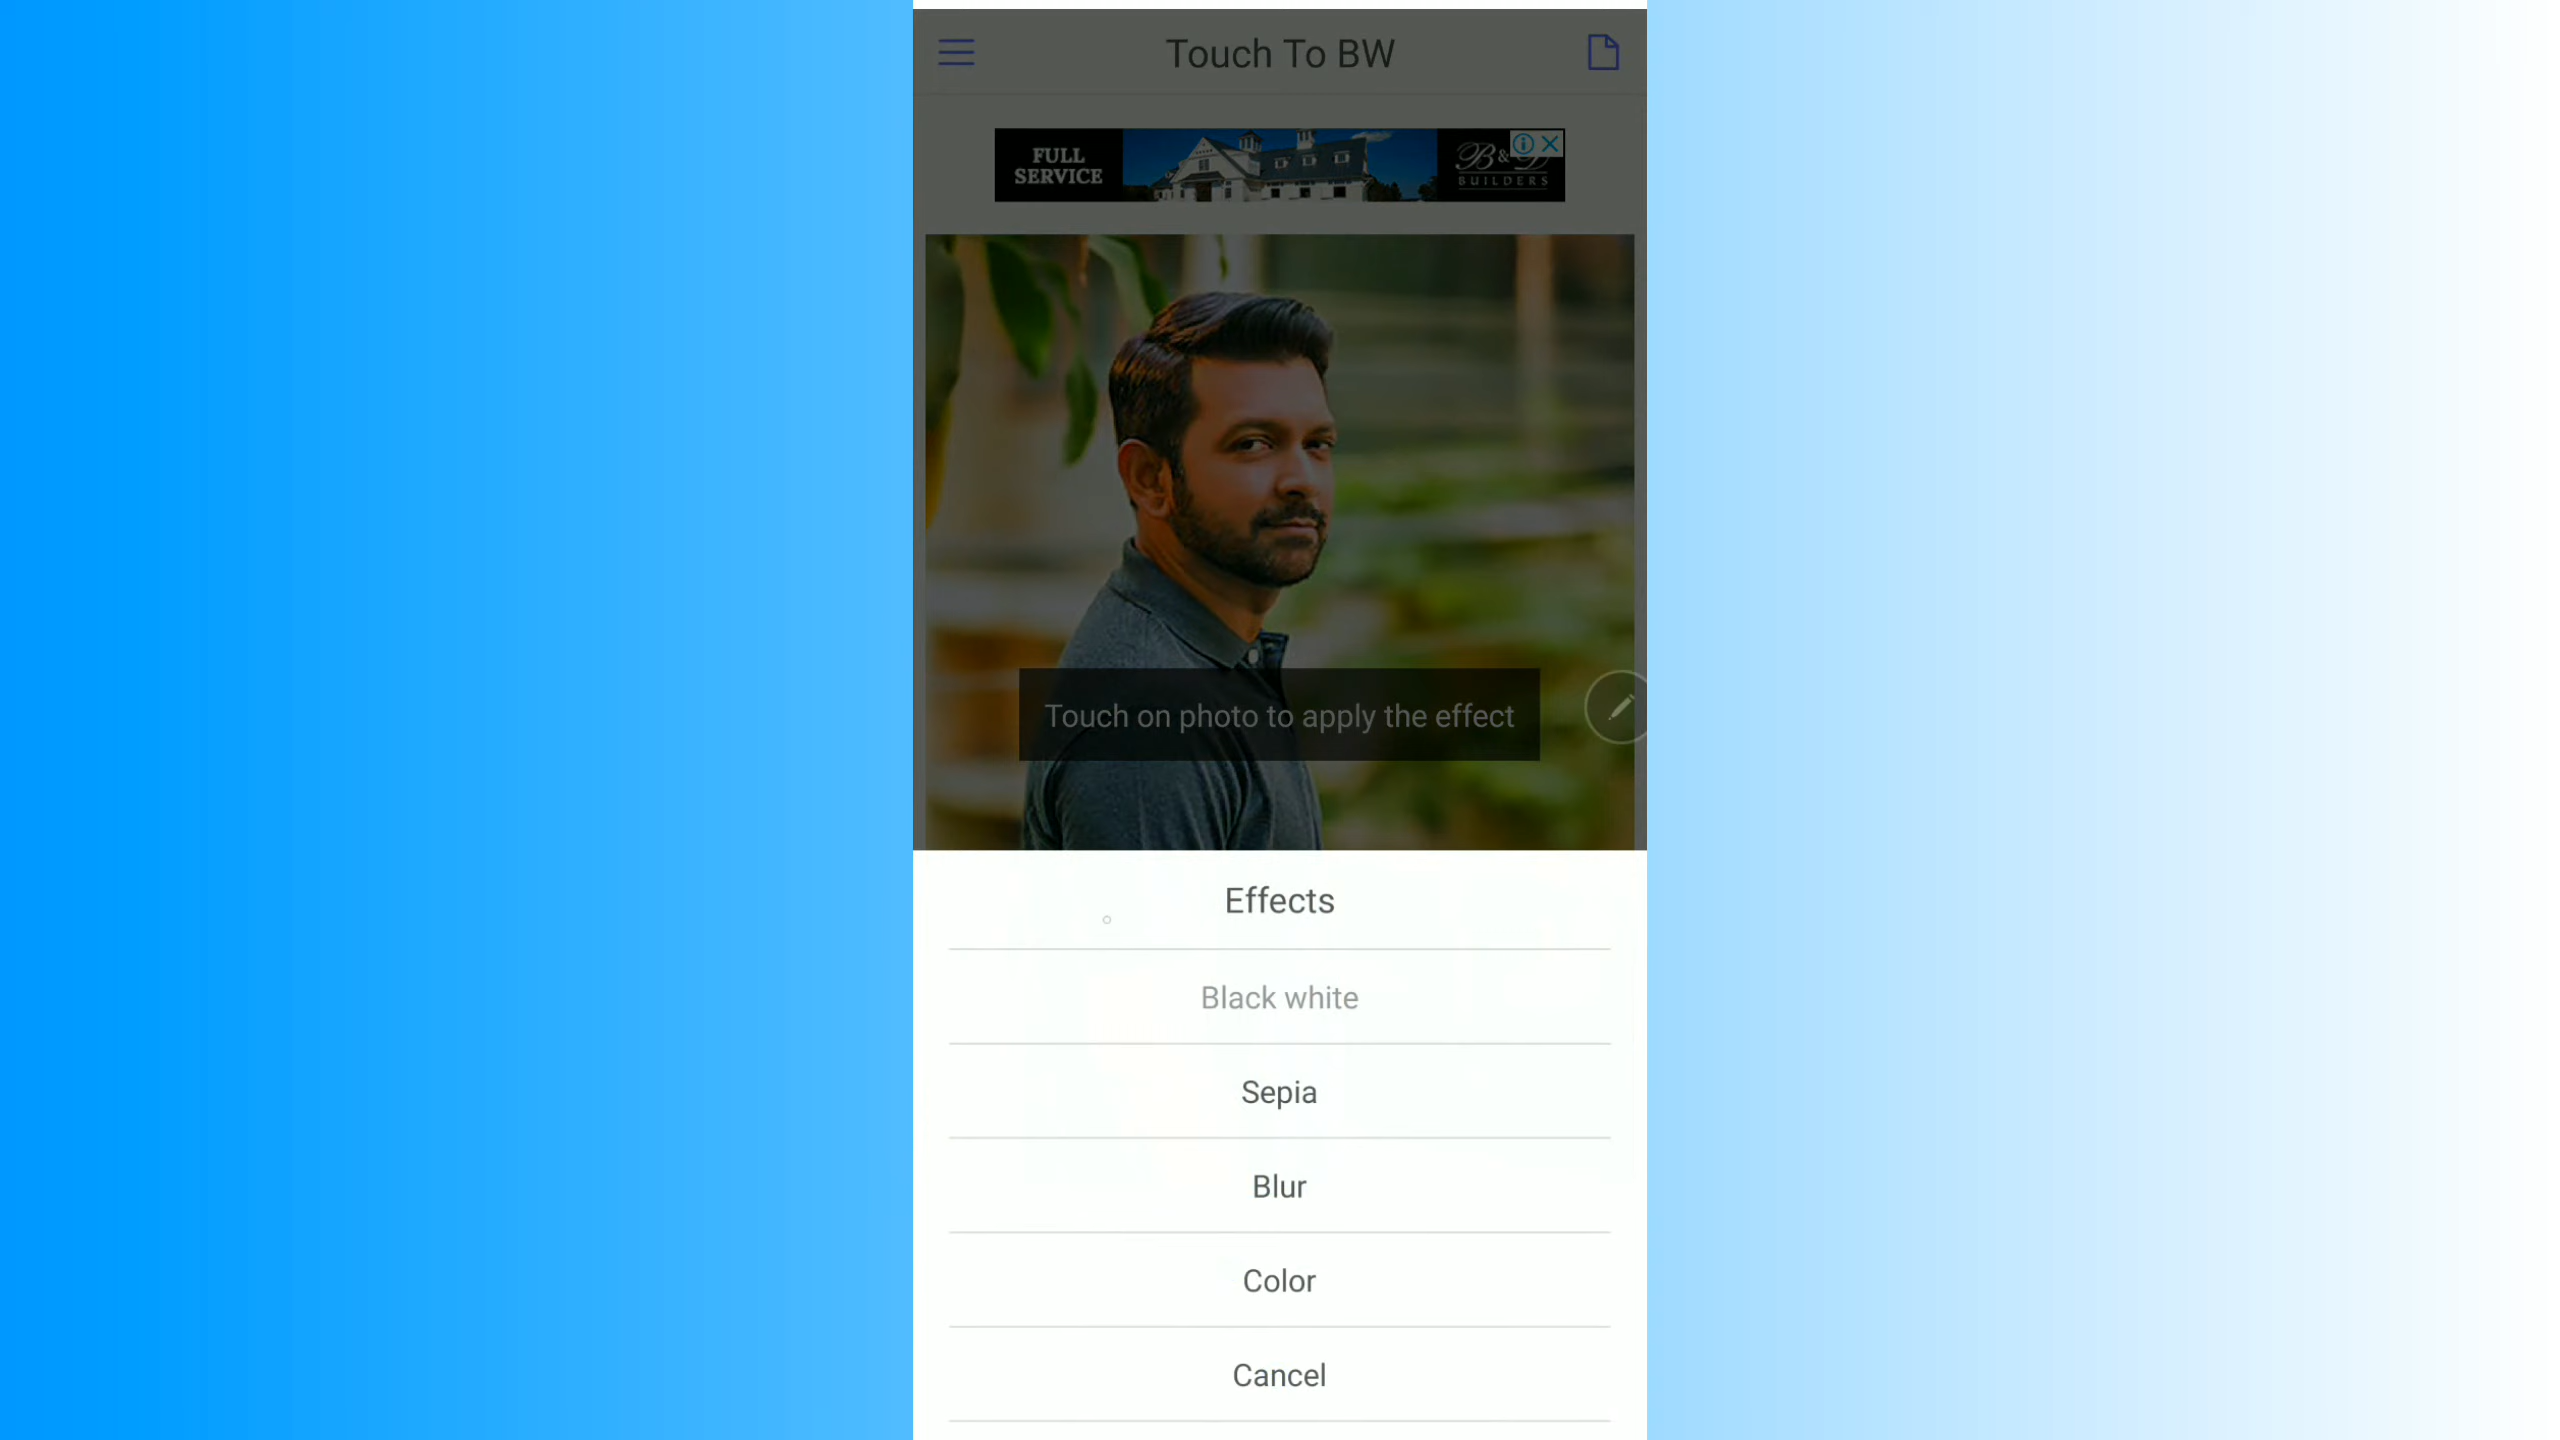 Touch To BW
FULL
SERVICE
B&D
BUILDERS
Touch on photo to apply the effect
Effects
Black white
Sepia
Blur
Color
Cancel